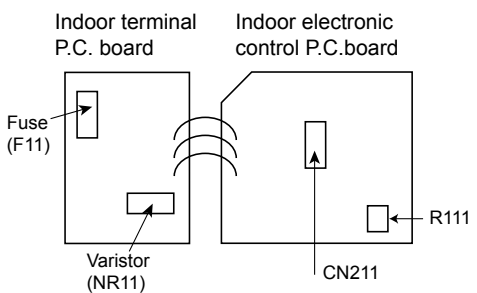 Indoor terminal
P.C. board
Indoor electronic
control P.C.board
Fuse
(F11)
R111
Varistor
(NR11)
CN211